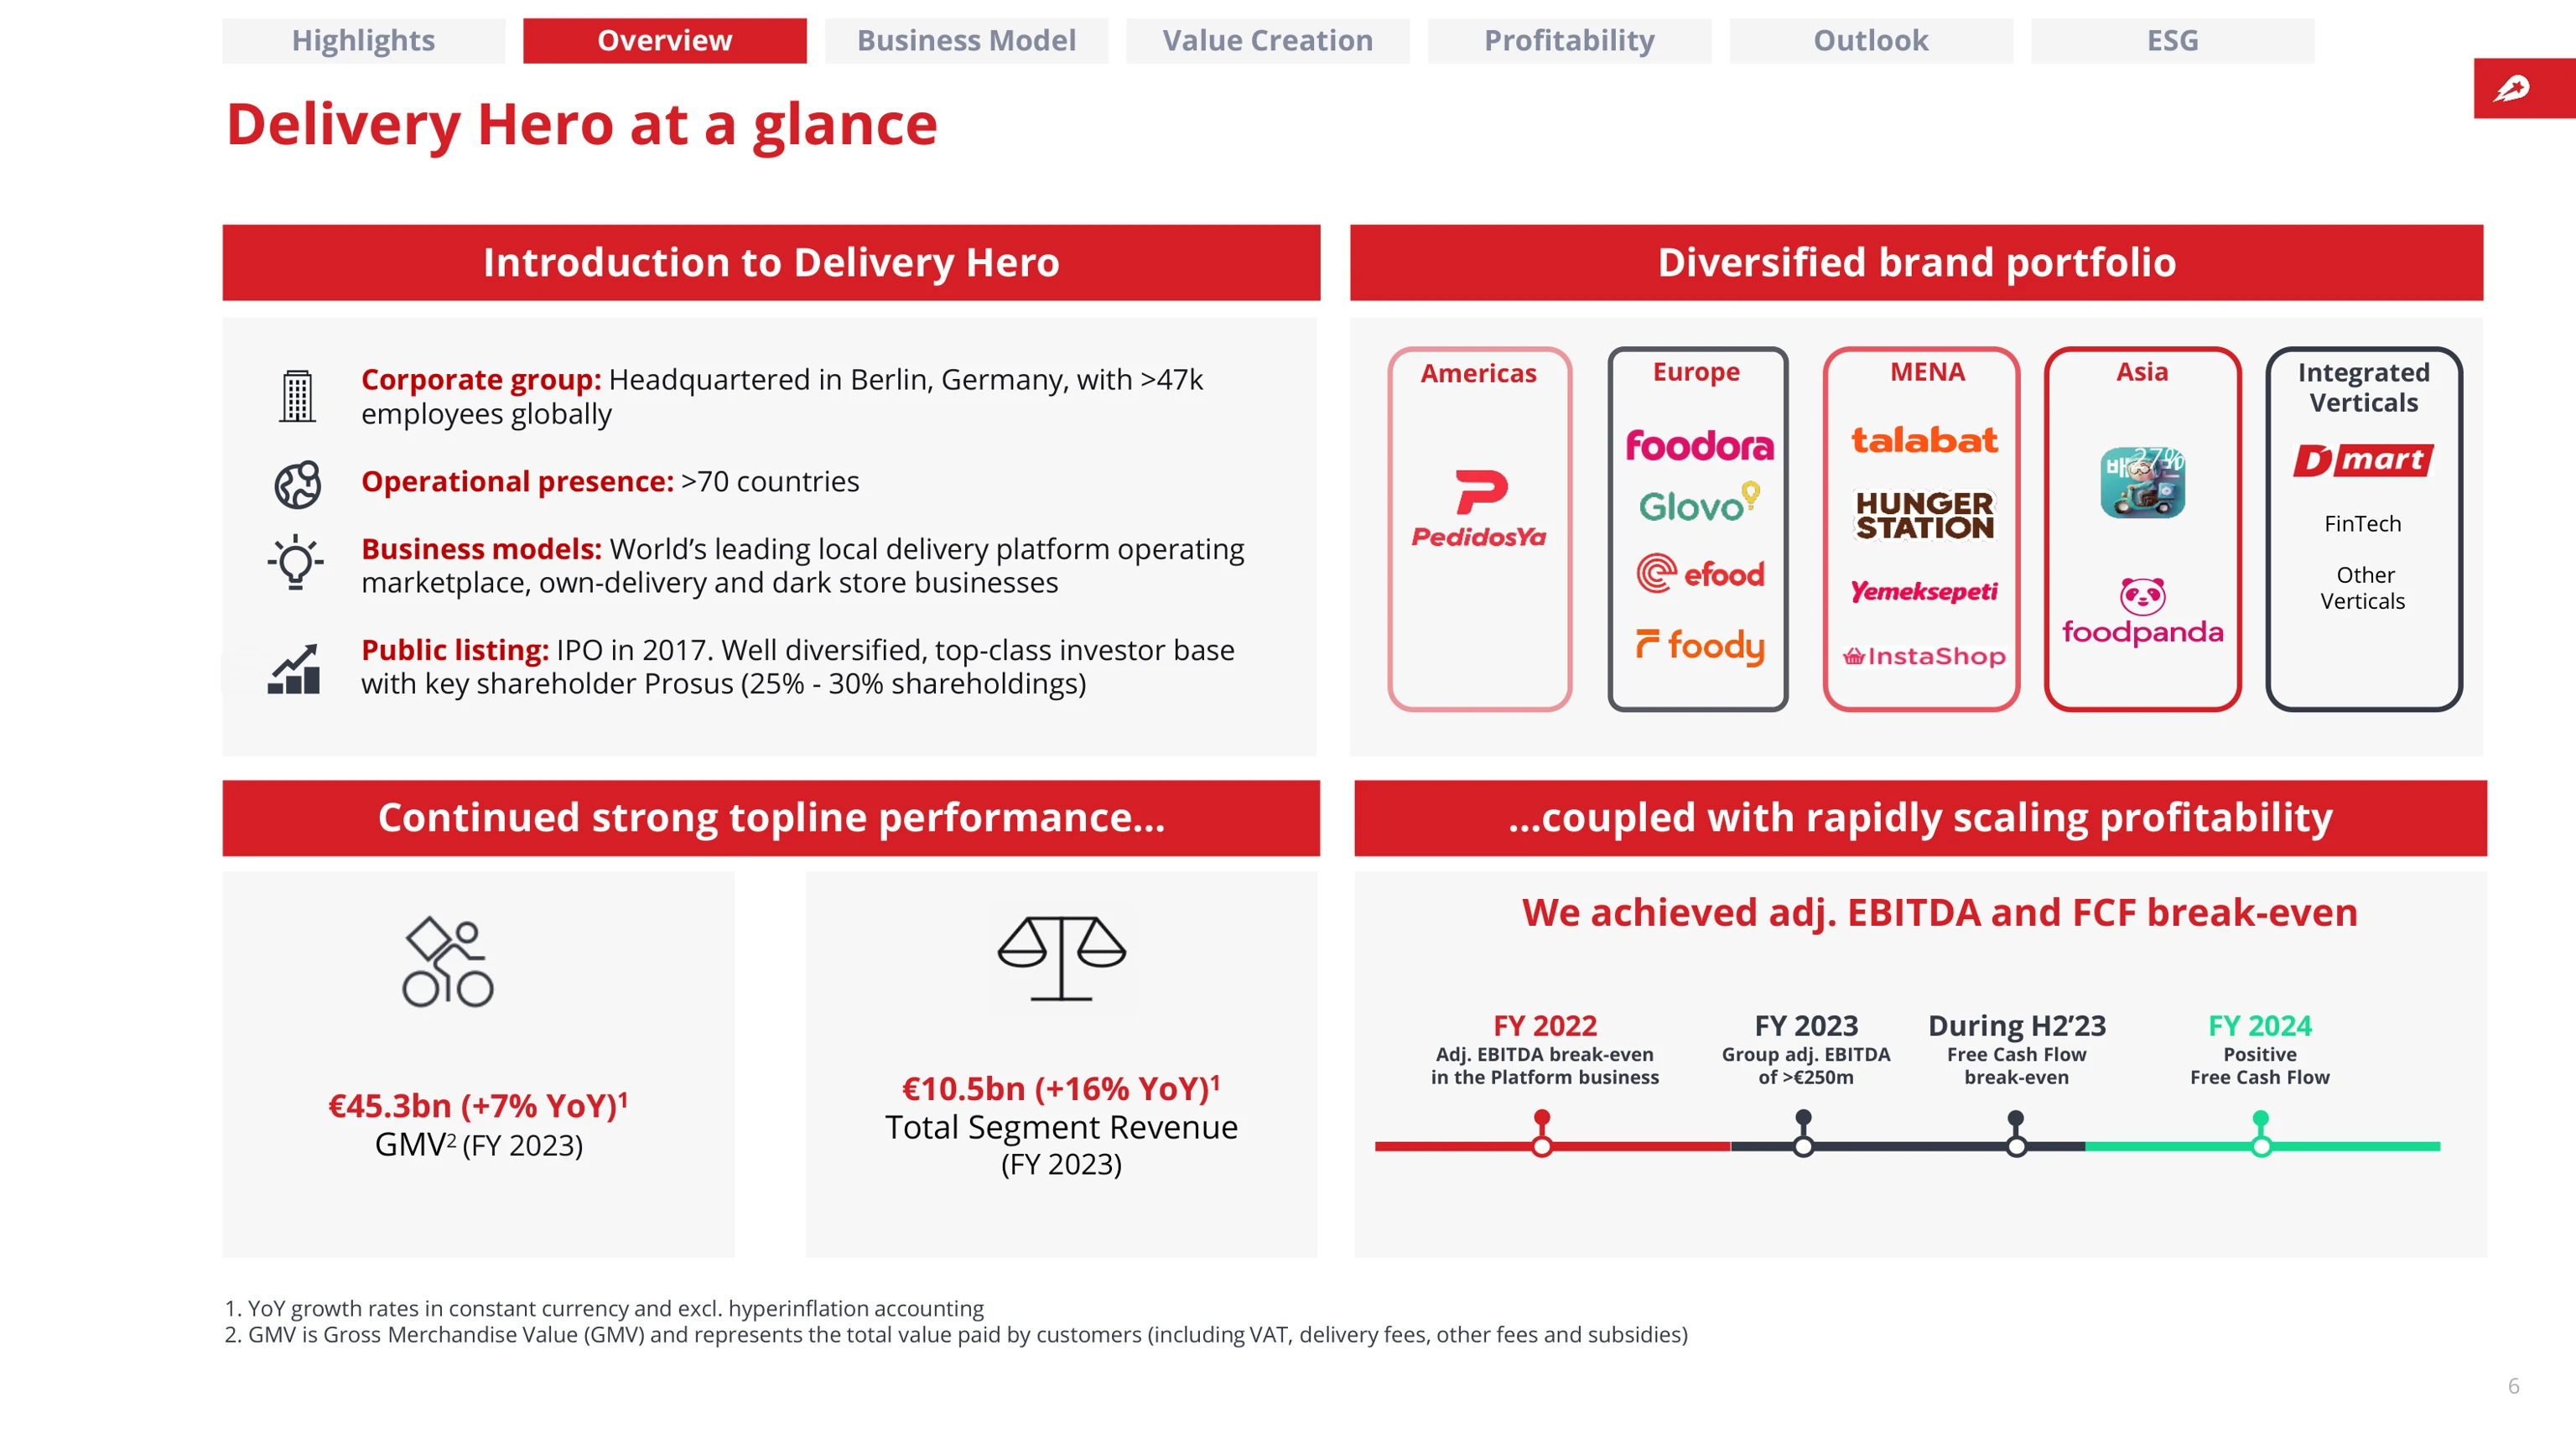 Highlights
Overview
Business Model
Value Creation
Profitability
Outlook
ESG
Delivery Hero at a glance
Introduction to Delivery Hero
Corporate group: Headquartered in Berlin, Germany, with >47k
employees globally
Operational presence: >70 countries
Business models: World’s leading local delivery platform operating
marketplace, own-delivery and dark store businesses
Public listing: IPO in 2017. Well diversified, top-class investor base
with key shareholder Prosus (25% - 30% shareholdings)
Diversified brand portfolio
Americas
PedidosYa
Europe
foodora
Glovo
efood
foody
MENA
talabat
HUNGER
STATION
Yemeksepeti
InstaShop
Asia
27%
foodpanda
Integrated
Verticals
D mart
FinTech
Other
Verticals
Continued strong topline performance...
€45.3bn (+7% YoY)¹
GMV² (FY 2023)
€10.5bn (+16% YoY)¹
Total Segment Revenue
(FY 2023)
...coupled with rapidly scaling profitability
We achieved adj. EBITDA and FCF break-even
FY 2022
Adj. EBITDA break-even
in the Platform business
FY 2023
Group adj. EBITDA
of >€250m
During H2’23
Free Cash Flow
break-even
FY 2024
Positive
Free Cash Flow
1. YoY growth rates in constant currency and excl. hyperinflation accounting
2. GMV is Gross Merchandise Value (GMV) and represents the total value paid by customers (including VAT, delivery fees, other fees and subsidies)
6